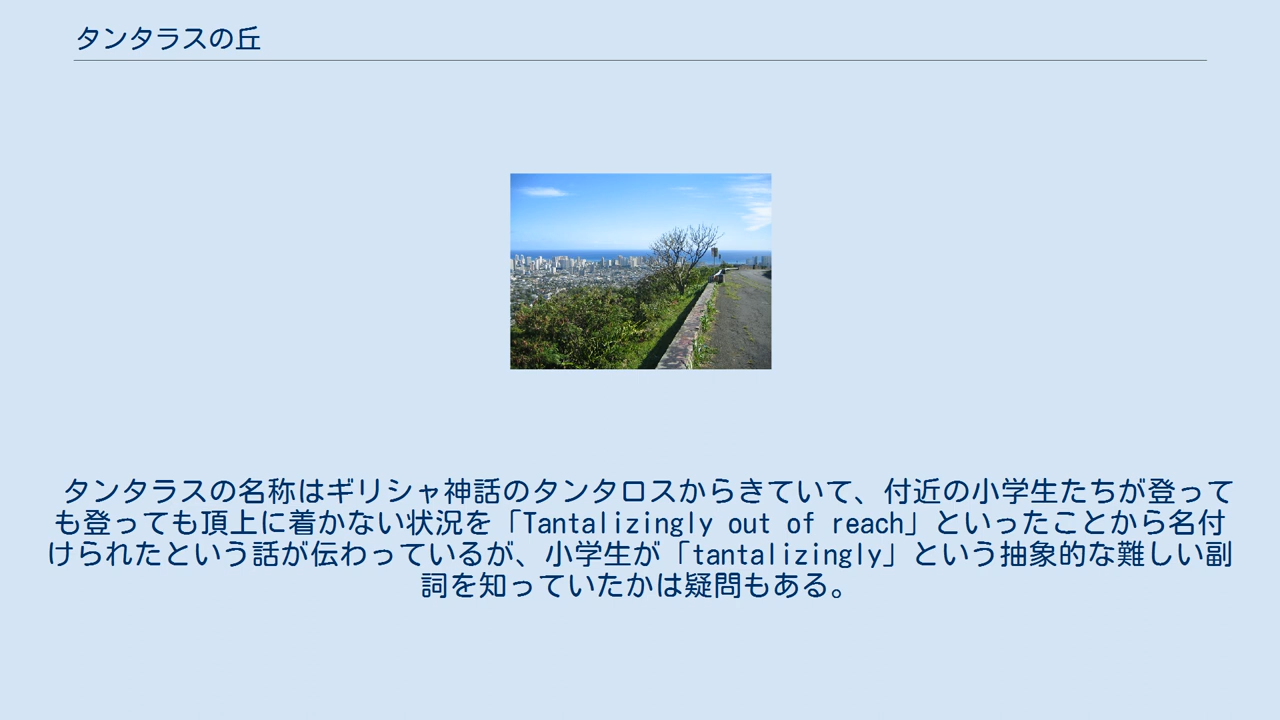 タンタラスの丘
タンタラスの名称はギリシャ神話のタンタロスからきていて、付近の小学生たちが登って
も登っても頂上に着かない状況を「Tantalizingly out of reach」といったことから名付
けられたという話が伝わっているが、小学生が「tantalizingly」という抽象的な難しい副
詞を知っていたかは疑問もある。